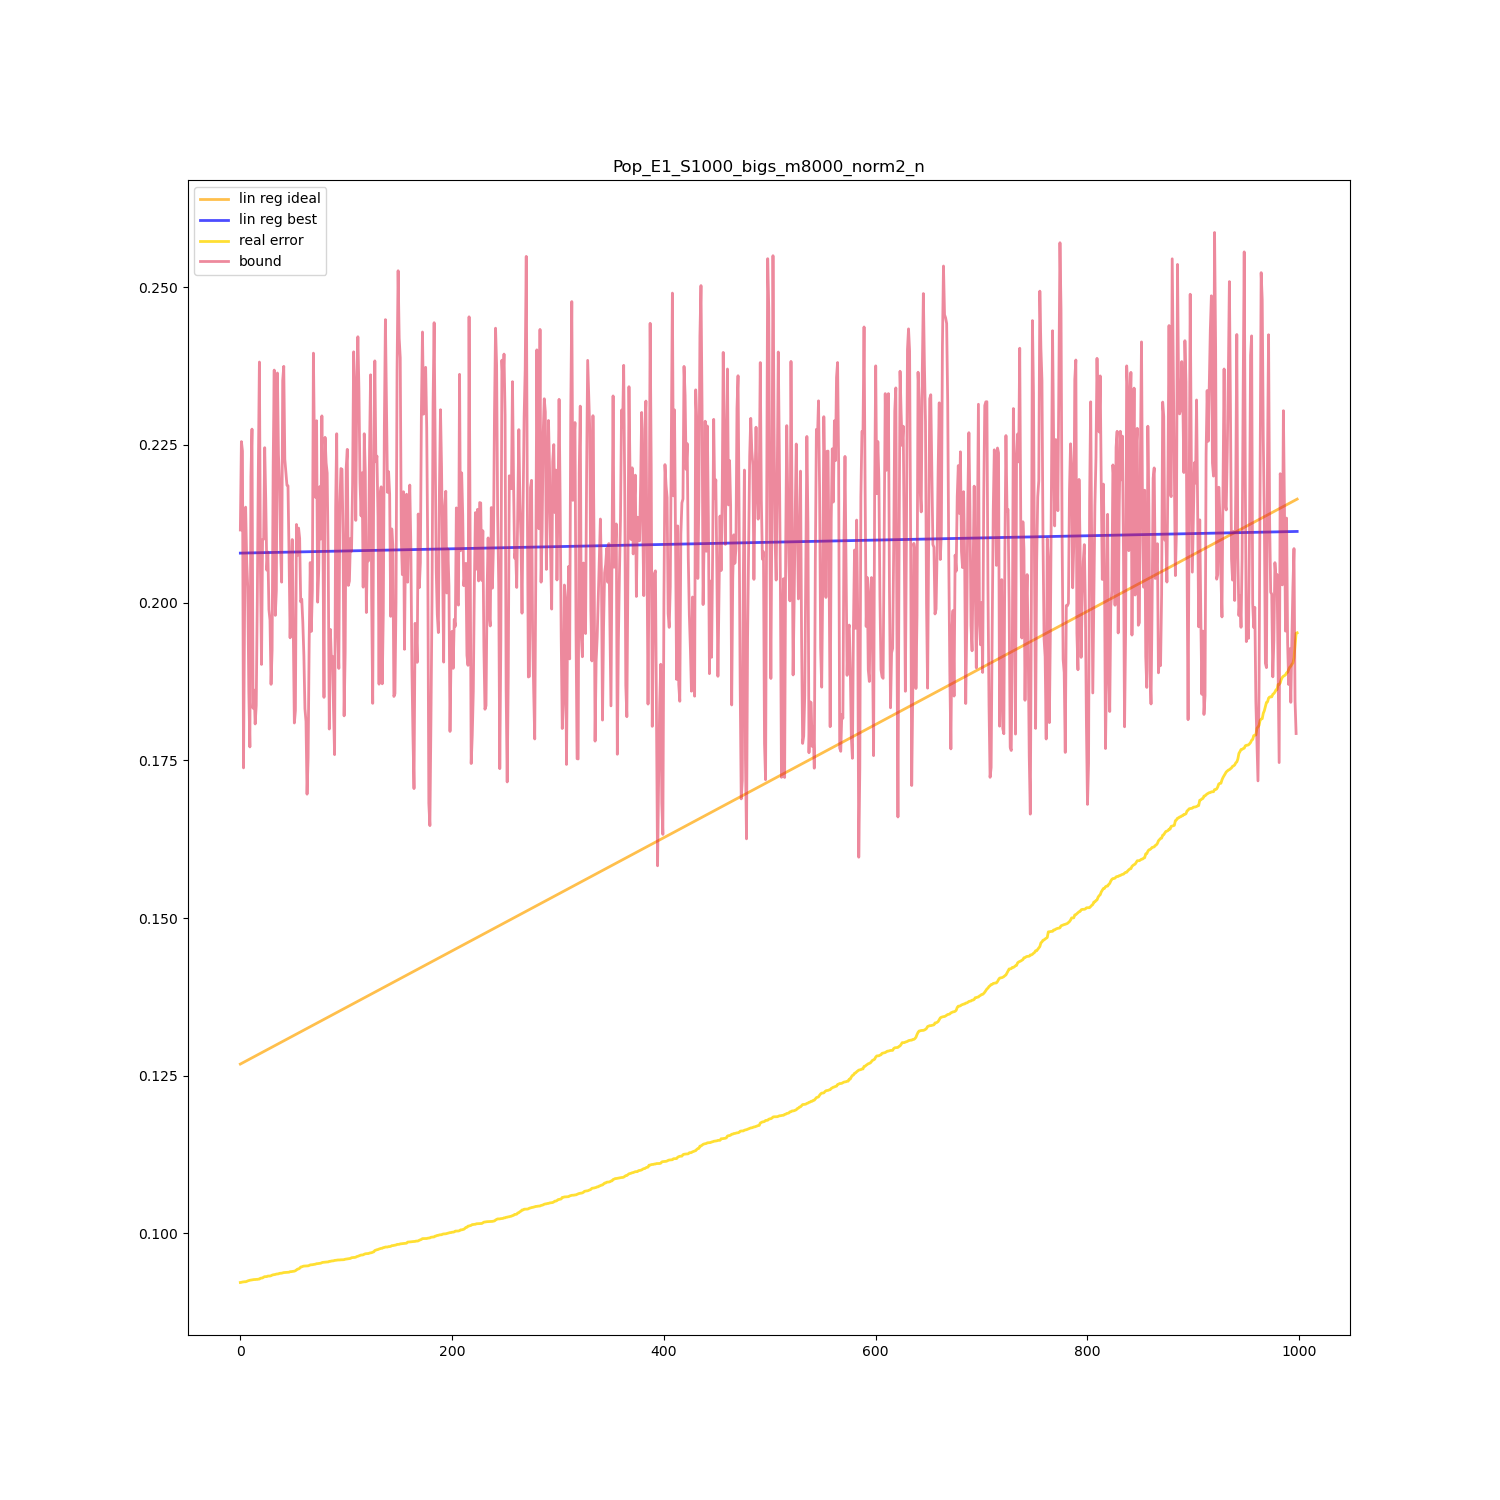 Pop_E1_S1000_bigs_m8000_norm2_n
lin reg ideal
lin reg best
real error
bound
0.250
0.225
0.200
0.175
0.150
0.125
0.100
0 200 400 600 800 1000